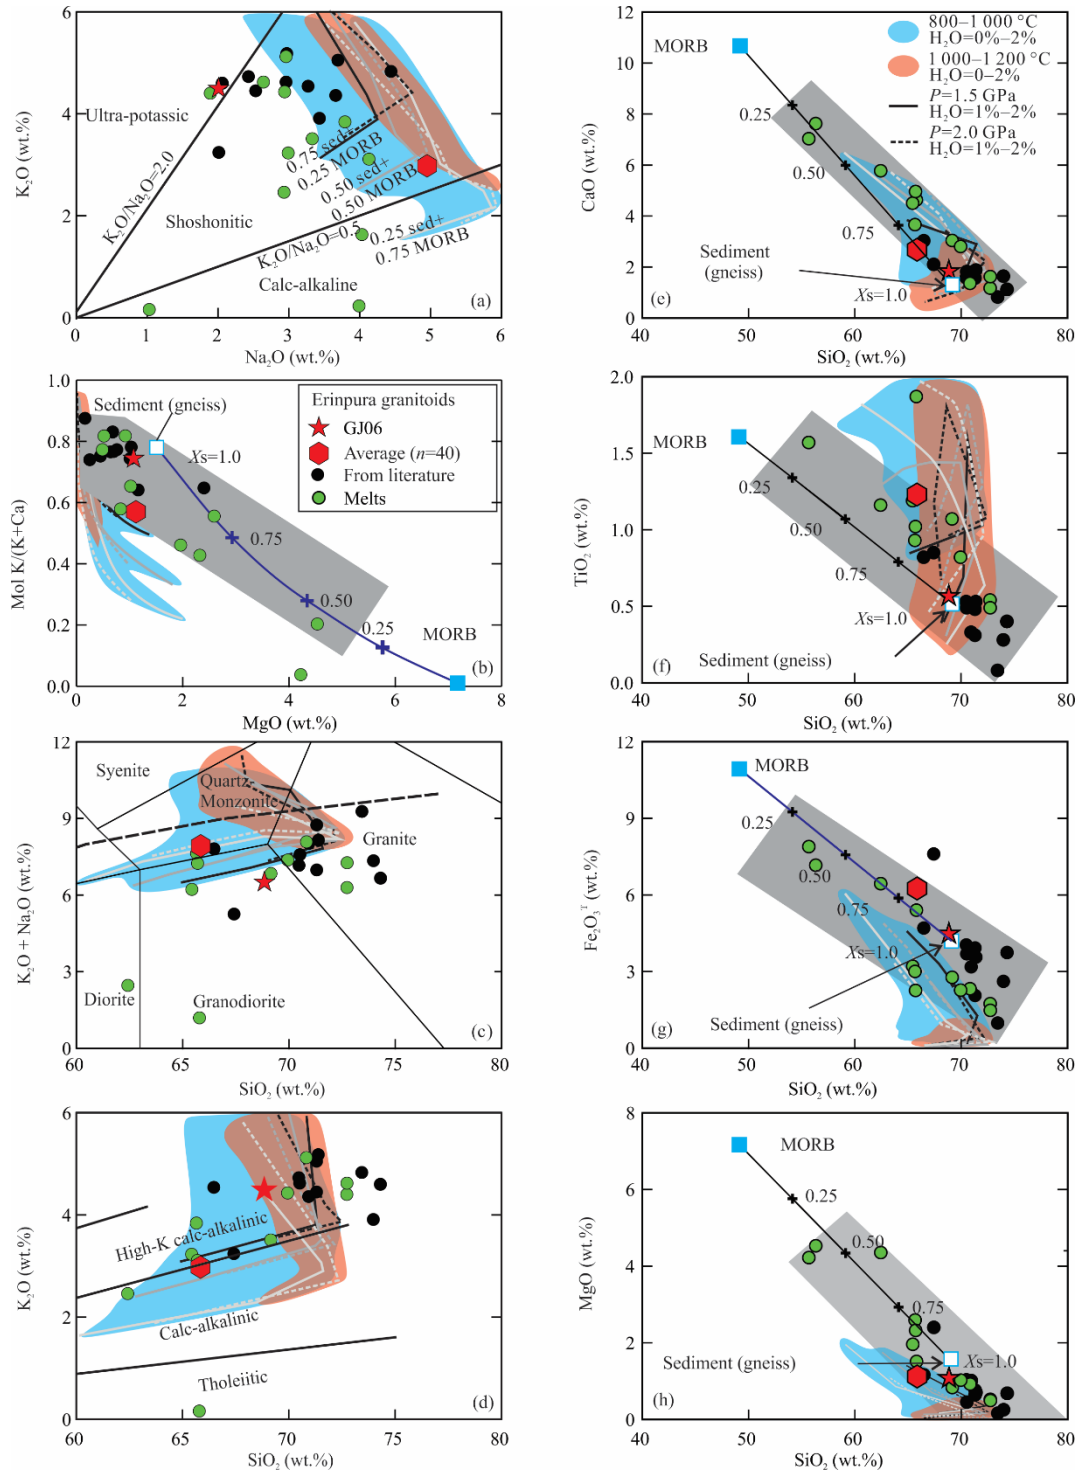 6
4
2
0
K₂O (wt.%)
Ultra-potassic
K₂O/Na₂O=2.0
Shoshonitic
0.75 sed+
0.25 MORB
0.50 sed+
0.50 MORB
K₂O/Na₂O=0.5
0.25 sed+
0.75 MORB
Calc-alkaline
(a)
0 1 2 3 4 5 6
Na₂O (wt.%)
12
10
8
6
4
2
0
CaO (wt.%)
MORB
800–1 000 °C
H₂O=0%–2%
1 000–1 200 °C
H₂O=0–2%
P=1.5 GPa
H₂O=1%–2%
P=2.0 GPa
H₂O=1%–2%
0.25
0.50
0.75
Sediment
(gneiss)
Xs=1.0
(e)
40 50 60 70 80
SiO₂ (wt.%)
1.0
0.8
0.6
0.4
0.2
0.0
Mol K/(K+Ca)
Sediment (gneiss)
Xs=1.0
Erinpura granitoids
GJ06
Average (n=40)
From literature
Melts
0.75
0.50
0.25
MORB
(b)
0 2 4 6 8
MgO (wt.%)
2.0
1.5
1.0
0.5
0.0
TiO₂ (wt.%)
MORB
0.25
0.50
0.75
Xs=1.0
Sediment (gneiss)
(f)
40 50 60 70 80
SiO₂ (wt.%)
12
9
6
3
0
K₂O + Na₂O (wt.%)
Syenite
Quartz-
Monzonite
Granite
Diorite
Granodiorite
(c)
60 65 70 75 80
SiO₂ (wt.%)
12
9
6
3
0
Fe₂O₃ᵀ (wt.%)
MORB
0.25
0.50
0.75
Xs=1.0
Sediment (gneiss)
(g)
40 50 60 70 80
SiO₂ (wt.%)
6
4
2
0
K₂O (wt.%)
High-K calc-alkalinic
Calc-alkalinic
Tholeiitic
(d)
60 65 70 75 80
SiO₂ (wt.%)
8
6
4
2
0
MgO (wt.%)
MORB
0.25
0.50
0.75
Sediment (gneiss)
Xs=1.0
(h)
40 50 60 70 80
SiO₂ (wt.%)